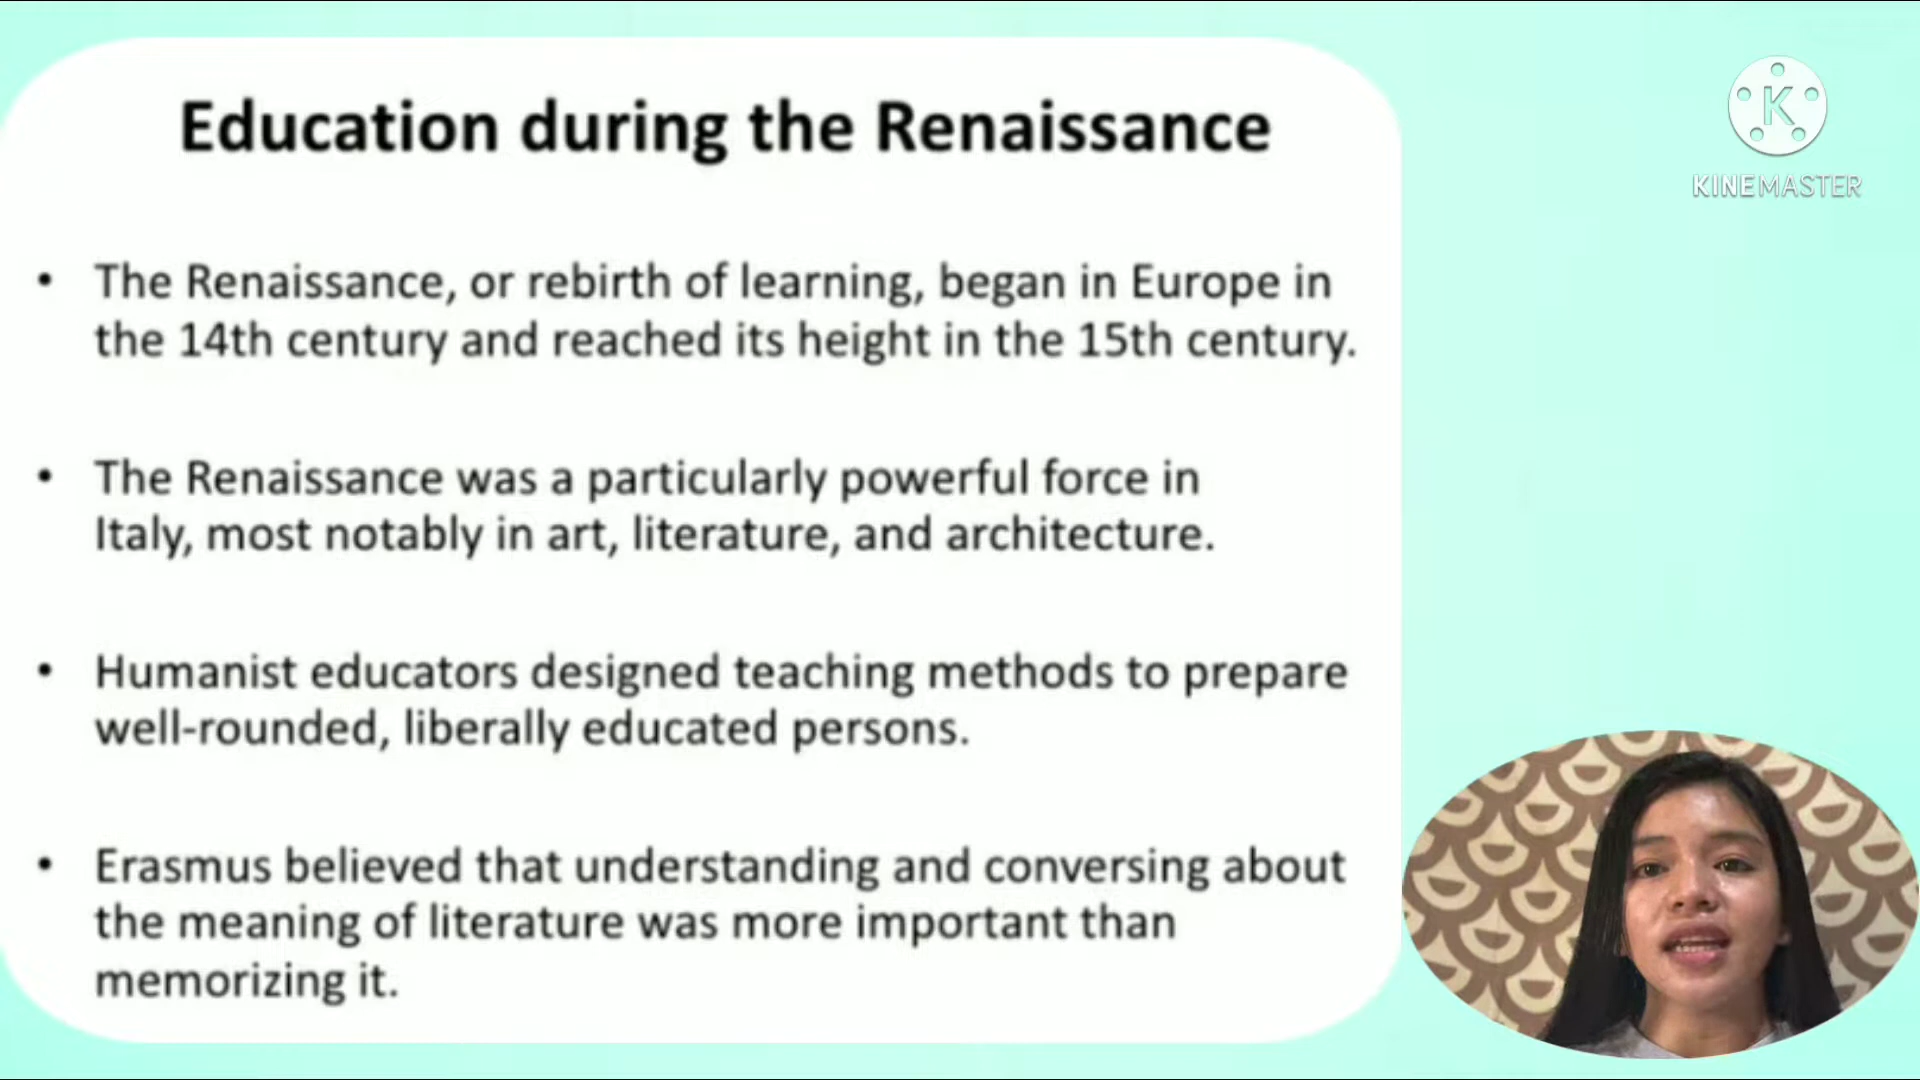 Education during the Renaissance
K
KINEMASTER
• The Renaissance, or rebirth of learning, began in Europe in
the 14th century and reached its height in the 15th century.
• The Renaissance was a particularly powerful force in
Italy, most notably in art, literature, and architecture.
• Humanist educators designed teaching methods to prepare
well-rounded, liberally educated persons.
• Erasmus believed that understanding and conversing about
the meaning of literature was more important than
memorizing it.